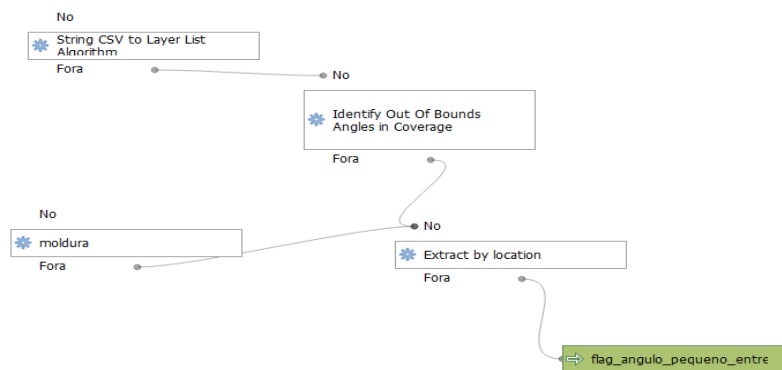 No
String CSV to Layer List
Algorithm
Fora
No
Identify Out Of Bounds
Angles in Coverage
Fora
No
moldura
Fora
No
Extract by location
Fora
flag_angulo_pequeno_entre